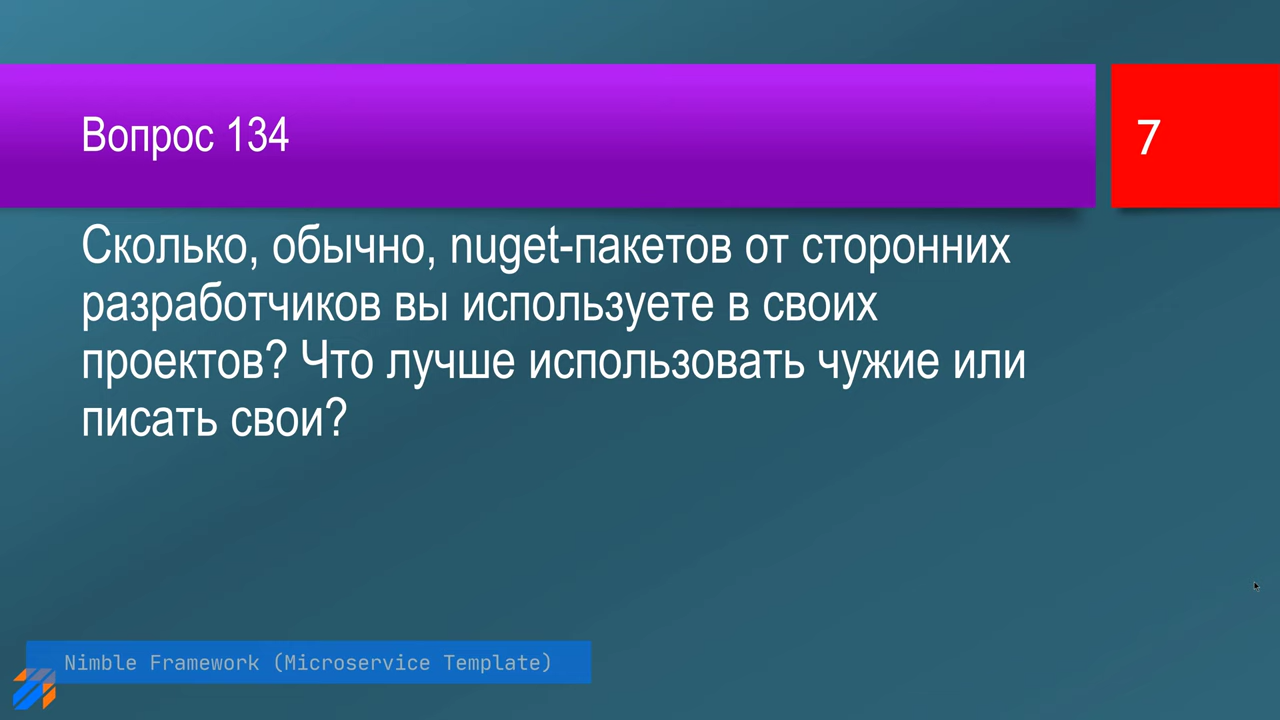 Вопрос 134
7
Сколько, обычно, nuget-пакетов от сторонних
разработчиков вы используете в своих
проектов? Что лучше использовать чужие или
писать свои?
Nimble Framework (Microservice Template)